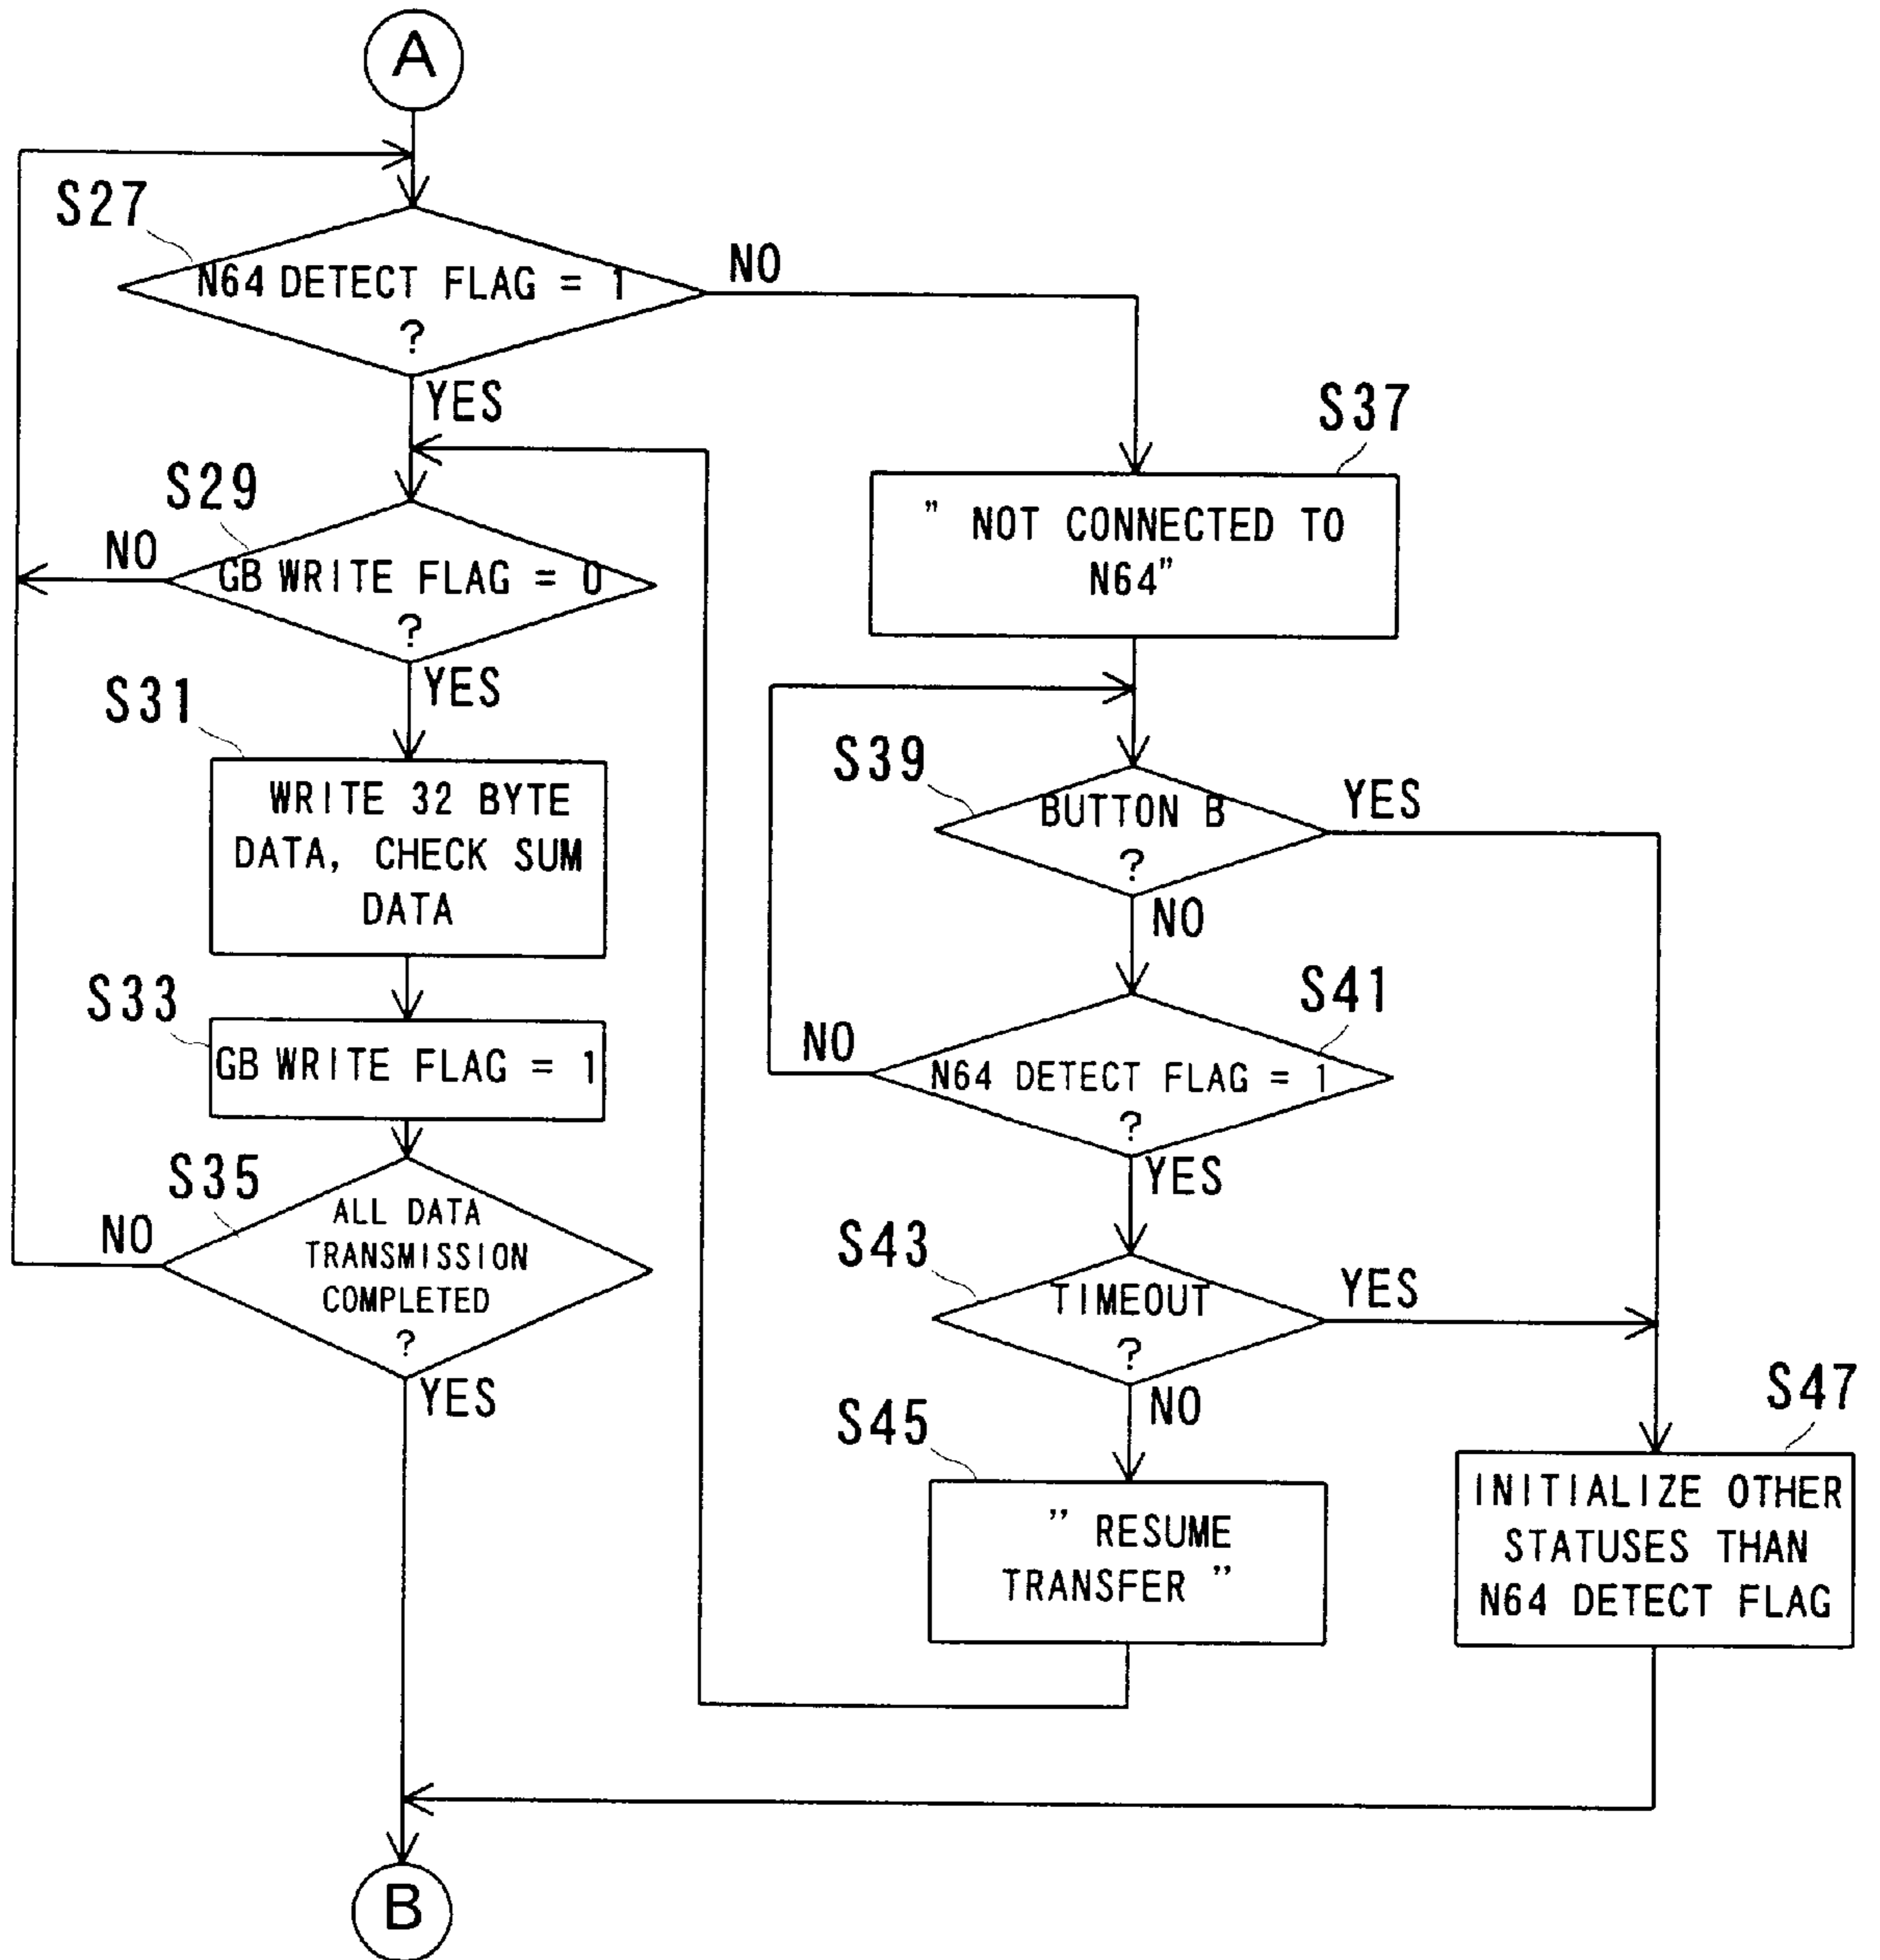 A
S27
N64 DETECT FLAG = 1
?
NO
YES
S29
GB WRITE FLAG = 0
?
NO
YES
S31
WRITE 32 BYTE
DATA, CHECK SUM
DATA
S33
GB WRITE FLAG = 1
S35
ALL DATA
TRANSMISSION
COMPLETED
?
NO
YES
S37
" NOT CONNECTED TO
N64"
S39
BUTTON B
?
YES
NO
S41
N64 DETECT FLAG = 1
?
NO
YES
S43
TIMEOUT
?
YES
NO
S45
" RESUME
TRANSFER "
S47
INITIALIZE OTHER
STATUSES THAN
N64 DETECT FLAG
B